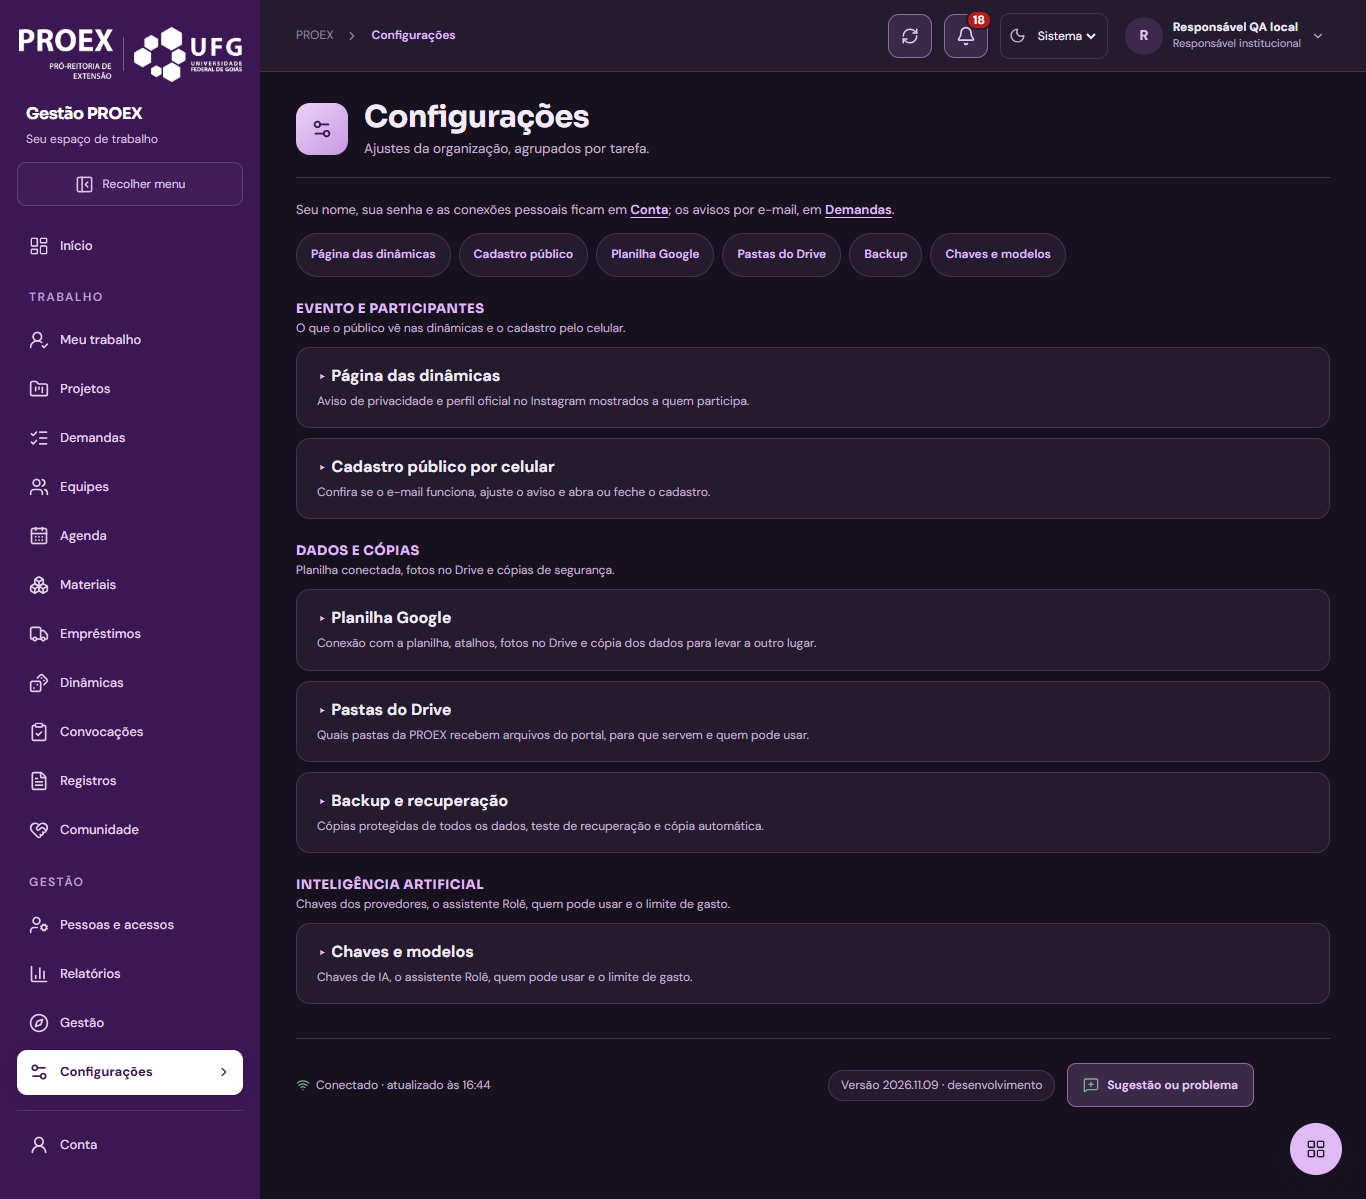 PROEX
PRÓ-REITORIA DE
EXTENSÃO
UFG
UNIVERSIDADE
FEDERAL DE GOIÁS
Gestão PROEX
Seu espaço de trabalho
Recolher menu
Início
TRABALHO
Meu trabalho
Projetos
Demandas
Equipes
Agenda
Materiais
Empréstimos
Dinâmicas
Convocações
Registros
Comunidade
GESTÃO
Pessoas e acessos
Relatórios
Gestão
Configurações
Conta
PROEX > Configurações
18
Sistema
R
Responsável QA local
Responsável institucional
Configurações
Ajustes da organização, agrupados por tarefa.
Seu nome, sua senha e as conexões pessoais ficam em Conta; os avisos por e-mail, em Demandas.
Página das dinâmicas
Cadastro público
Planilha Google
Pastas do Drive
Backup
Chaves e modelos
EVENTO E PARTICIPANTES
O que o público vê nas dinâmicas e o cadastro pelo celular.
Página das dinâmicas
Aviso de privacidade e perfil oficial no Instagram mostrados a quem participa.
Cadastro público por celular
Confira se o e-mail funciona, ajuste o aviso e abra ou feche o cadastro.
DADOS E CÓPIAS
Planilha conectada, fotos no Drive e cópias de segurança.
Planilha Google
Conexão com a planilha, atalhos, fotos no Drive e cópia dos dados para levar a outro lugar.
Pastas do Drive
Quais pastas da PROEX recebem arquivos do portal, para que servem e quem pode usar.
Backup e recuperação
Cópias protegidas de todos os dados, teste de recuperação e cópia automática.
INTELIGÊNCIA ARTIFICIAL
Chaves dos provedores, o assistente Rolê, quem pode usar e o limite de gasto.
Chaves e modelos
Chaves de IA, o assistente Rolê, quem pode usar e o limite de gasto.
Conectado · atualizado às 16:44
Versão 2026.11.09 · desenvolvimento
Sugestão ou problema